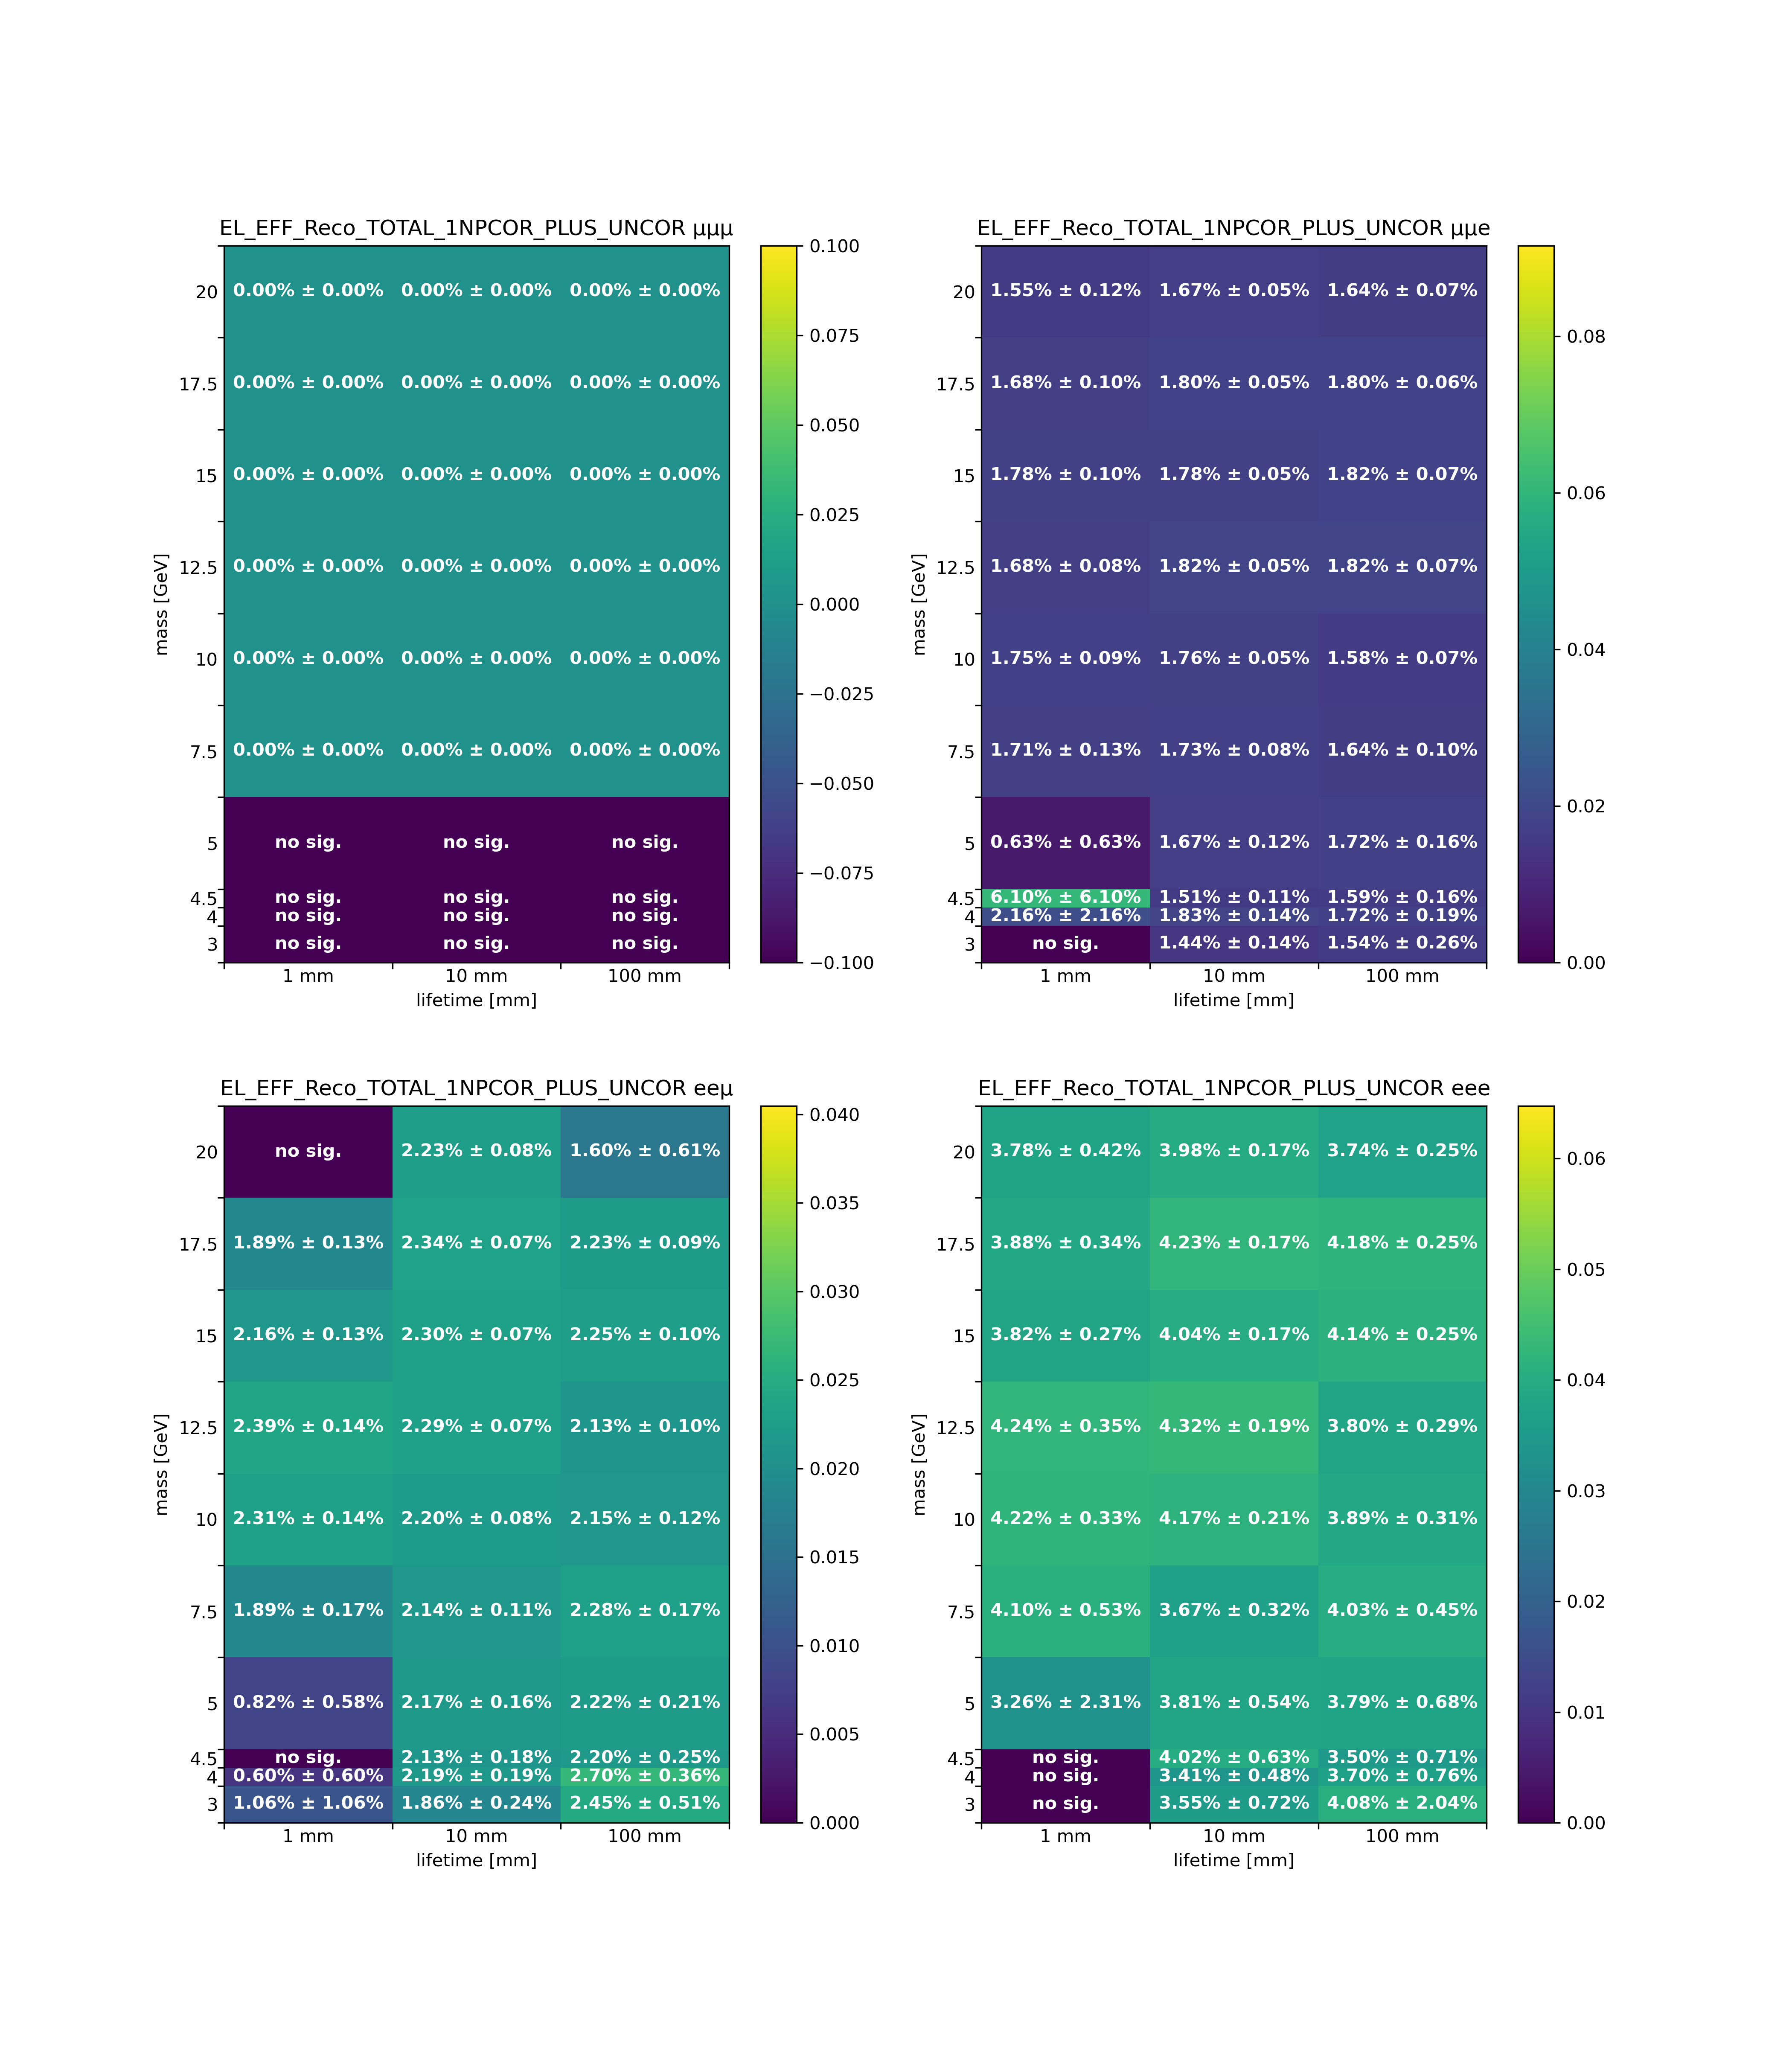 EL_EFF_Reco_TOTAL_1NPCOR_PLUS_UNCOR μμμ
20 0.00% ± 0.00% 0.00% ± 0.00% 0.00% ± 0.00%
17.5 0.00% ± 0.00% 0.00% ± 0.00% 0.00% ± 0.00%
15 0.00% ± 0.00% 0.00% ± 0.00% 0.00% ± 0.00%
12.5 0.00% ± 0.00% 0.00% ± 0.00% 0.00% ± 0.00%
10 0.00% ± 0.00% 0.00% ± 0.00% 0.00% ± 0.00%
7.5 0.00% ± 0.00% 0.00% ± 0.00% 0.00% ± 0.00%
5 no sig. no sig. no sig.
4.5 no sig. no sig. no sig.
4 no sig. no sig. no sig.
3 no sig. no sig. no sig.
mass [GeV]
1 mm 10 mm 100 mm
lifetime [mm]
0.100
0.075
0.050
0.025
0.000
−0.025
−0.050
−0.075
−0.100
EL_EFF_Reco_TOTAL_1NPCOR_PLUS_UNCOR μμe
20 1.55% ± 0.12% 1.67% ± 0.05% 1.64% ± 0.07%
17.5 1.68% ± 0.10% 1.80% ± 0.05% 1.80% ± 0.06%
15 1.78% ± 0.10% 1.78% ± 0.05% 1.82% ± 0.07%
12.5 1.68% ± 0.08% 1.82% ± 0.05% 1.82% ± 0.07%
10 1.75% ± 0.09% 1.76% ± 0.05% 1.58% ± 0.07%
7.5 1.71% ± 0.13% 1.73% ± 0.08% 1.64% ± 0.10%
5 0.63% ± 0.63% 1.67% ± 0.12% 1.72% ± 0.16%
4.5 6.10% ± 6.10% 1.51% ± 0.11% 1.59% ± 0.16%
4 2.16% ± 2.16% 1.83% ± 0.14% 1.72% ± 0.19%
3 no sig. 1.44% ± 0.14% 1.54% ± 0.26%
mass [GeV]
1 mm 10 mm 100 mm
lifetime [mm]
0.08
0.06
0.04
0.02
0.00
EL_EFF_Reco_TOTAL_1NPCOR_PLUS_UNCOR eeμ
20 no sig. 2.23% ± 0.08% 1.60% ± 0.61%
17.5 1.89% ± 0.13% 2.34% ± 0.07% 2.23% ± 0.09%
15 2.16% ± 0.13% 2.30% ± 0.07% 2.25% ± 0.10%
12.5 2.39% ± 0.14% 2.29% ± 0.07% 2.13% ± 0.10%
10 2.31% ± 0.14% 2.20% ± 0.08% 2.15% ± 0.12%
7.5 1.89% ± 0.17% 2.14% ± 0.11% 2.28% ± 0.17%
5 0.82% ± 0.58% 2.17% ± 0.16% 2.22% ± 0.21%
4.5 no sig. 2.13% ± 0.18% 2.20% ± 0.25%
4 0.60% ± 0.60% 2.19% ± 0.19% 2.70% ± 0.36%
3 1.06% ± 1.06% 1.86% ± 0.24% 2.45% ± 0.51%
mass [GeV]
1 mm 10 mm 100 mm
lifetime [mm]
0.040
0.035
0.030
0.025
0.020
0.015
0.010
0.005
0.000
EL_EFF_Reco_TOTAL_1NPCOR_PLUS_UNCOR eee
20 3.78% ± 0.42% 3.98% ± 0.17% 3.74% ± 0.25%
17.5 3.88% ± 0.34% 4.23% ± 0.17% 4.18% ± 0.25%
15 3.82% ± 0.27% 4.04% ± 0.17% 4.14% ± 0.25%
12.5 4.24% ± 0.35% 4.32% ± 0.19% 3.80% ± 0.29%
10 4.22% ± 0.33% 4.17% ± 0.21% 3.89% ± 0.31%
7.5 4.10% ± 0.53% 3.67% ± 0.32% 4.03% ± 0.45%
5 3.26% ± 2.31% 3.81% ± 0.54% 3.79% ± 0.68%
4.5 no sig. 4.02% ± 0.63% 3.50% ± 0.71%
4 no sig. 3.41% ± 0.48% 3.70% ± 0.76%
3 no sig. 3.55% ± 0.72% 4.08% ± 2.04%
mass [GeV]
1 mm 10 mm 100 mm
lifetime [mm]
0.06
0.05
0.04
0.03
0.02
0.01
0.00